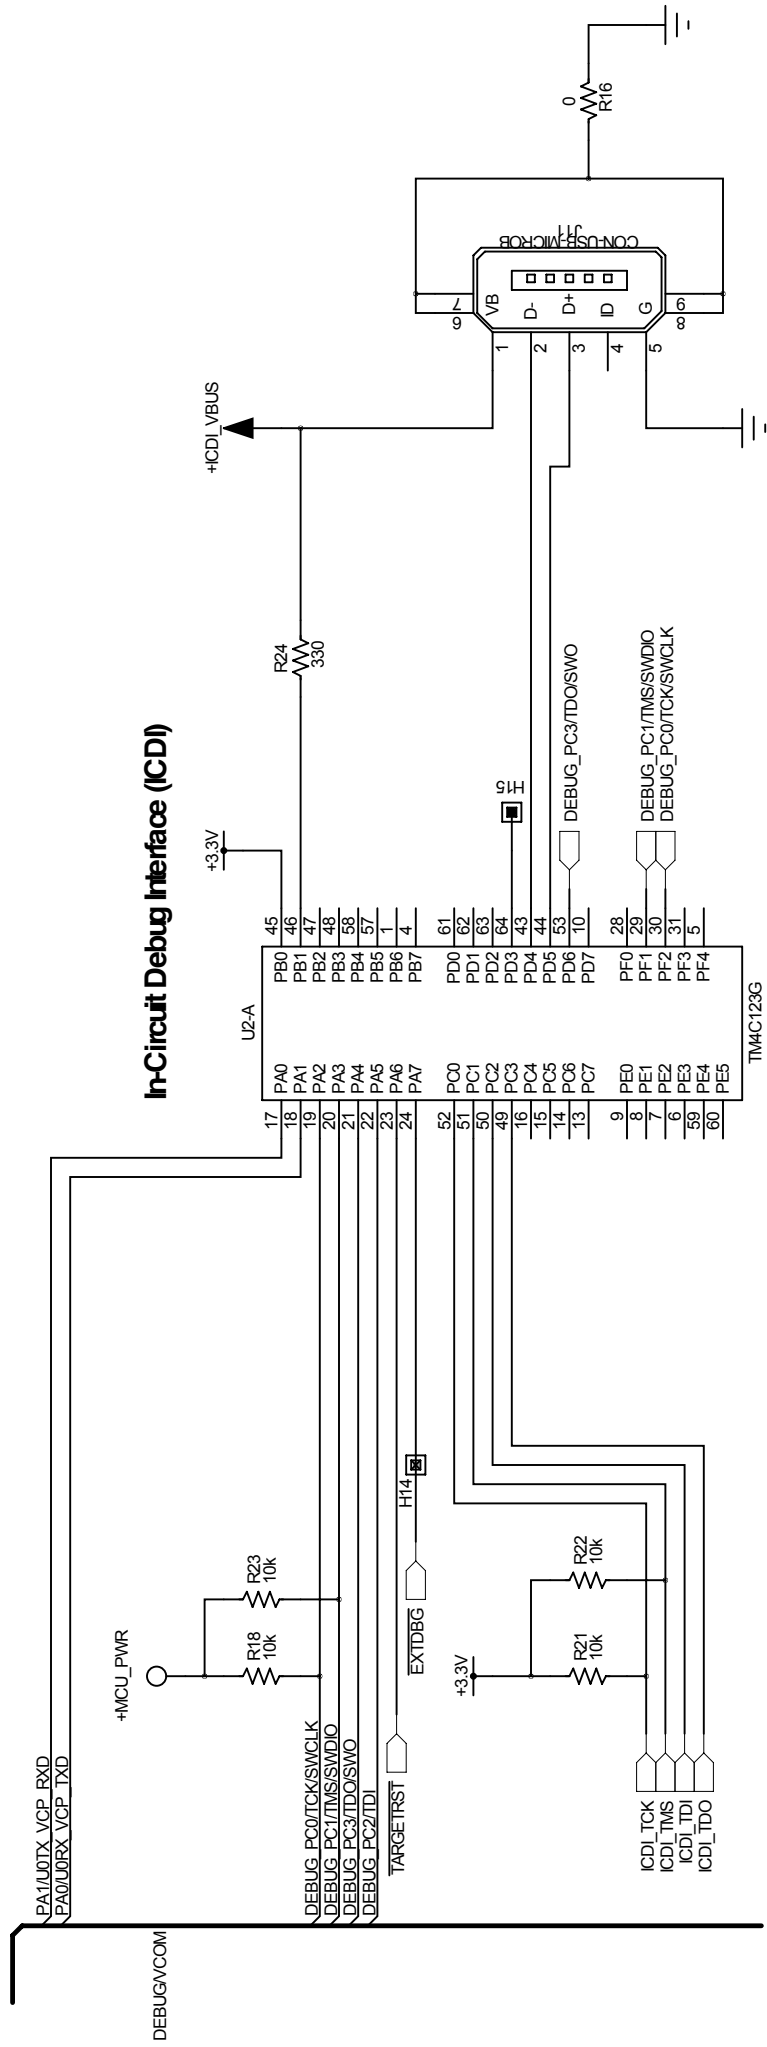 In-Circuit Debug Interface (ICDI)
DEBUG/VCOM
PA1/U0TX_VCP_RXD
PA0/U0RX_VCP_TXD
+MCU_PWR
R18
10k
R23
10k
DEBUG_PC0/TCK/SWCLK
DEBUG_PC1/TMS/SWDIO
DEBUG_PC3/TDO/SWO
DEBUG_PC2/TDI
TARGETRST
EXTDBG
H14
+3.3V
R21
10k
R22
10k
ICDI_TCK
ICDI_TMS
ICDI_TDI
ICDI_TDO
U2-A
17 PA0
18 PA1
19 PA2
20 PA3
21 PA4
22 PA5
23 PA6
24 PA7
52 PC0
51 PC1
50 PC2
49 PC3
16 PC4
15 PC5
14 PC6
13 PC7
9 PE0
8 PE1
7 PE2
6 PE3
59 PE4
60 PE5
PB0 45
PB1 46
PB2 47
PB3 48
PB4 58
PB5 57
PB6 1
PB7 4
PD0 61
PD1 62
PD2 63
PD3 64
PD4 43
PD5 44
PD6 53
PD7 10
PF0 28
PF1 29
PF2 30
PF3 31
PF4 5
TM4C123G
+3.3V
R24
330
H15
DEBUG_PC3/TDO/SWO
DEBUG_PC1/TMS/SWDIO
DEBUG_PC0/TCK/SWCLK
+ICDI_VBUS
1 VB
2 D-
3 D+
4 ID
5 G
6
7
8
9
J11
CON-USB-MICROB
0
R16